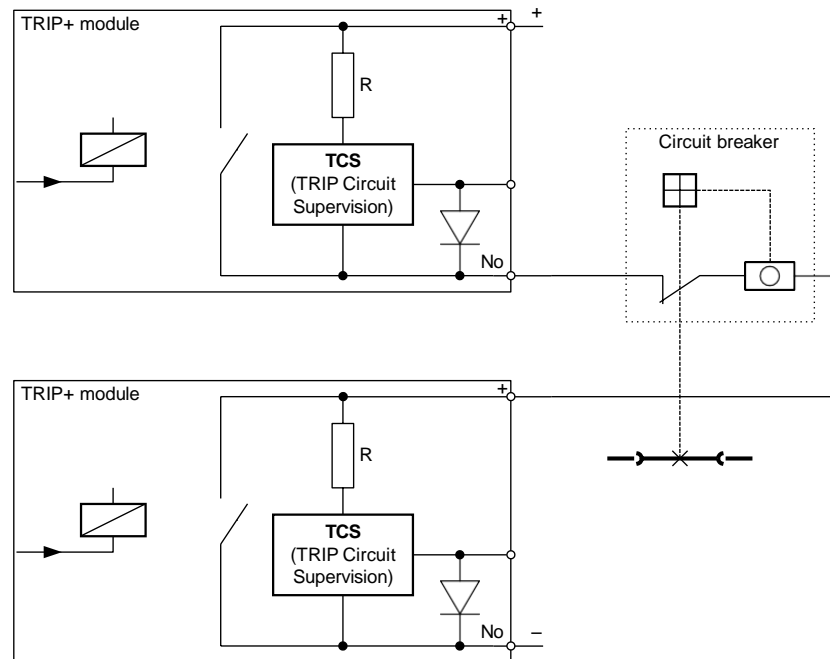 TRIP+ module
+
+
R
TCS
(TRIP Circuit
Supervision)
No
Circuit breaker
TRIP+ module
+
R
TCS
(TRIP Circuit
Supervision)
No
–